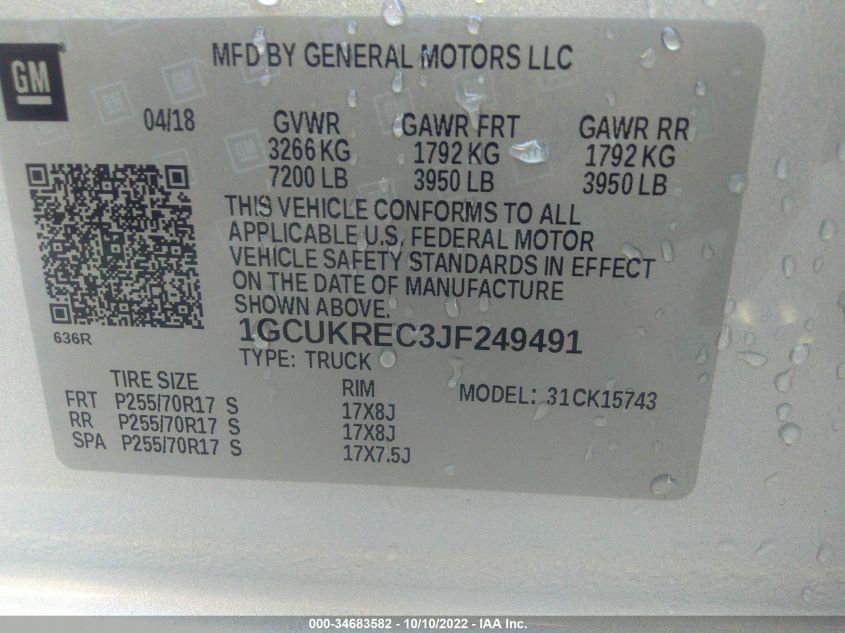 MFD BY GENERAL MOTORS LLC
GM
04/18 GVWR GAWR FRT GAWR RR
3266 KG 1792 KG 1792 KG
7200 LB 3950 LB 3950 LB
THIS VEHICLE CONFORMS TO ALL
APPLICABLE U.S. FEDERAL MOTOR
VEHICLE SAFETY STANDARDS IN EFFECT
ON THE DATE OF MANUFACTURE
SHOWN ABOVE.
636R 1GCUKREC3JF249491
TYPE: TRUCK
TIRE SIZE RIM MODEL: 31CK15743
FRT P255/70R17 S 17X8J
RR P255/70R17 S 17X8J
SPA P255/70R17 S 17X7.5J
000-34683582 - 10/10/2022 - IAA Inc.